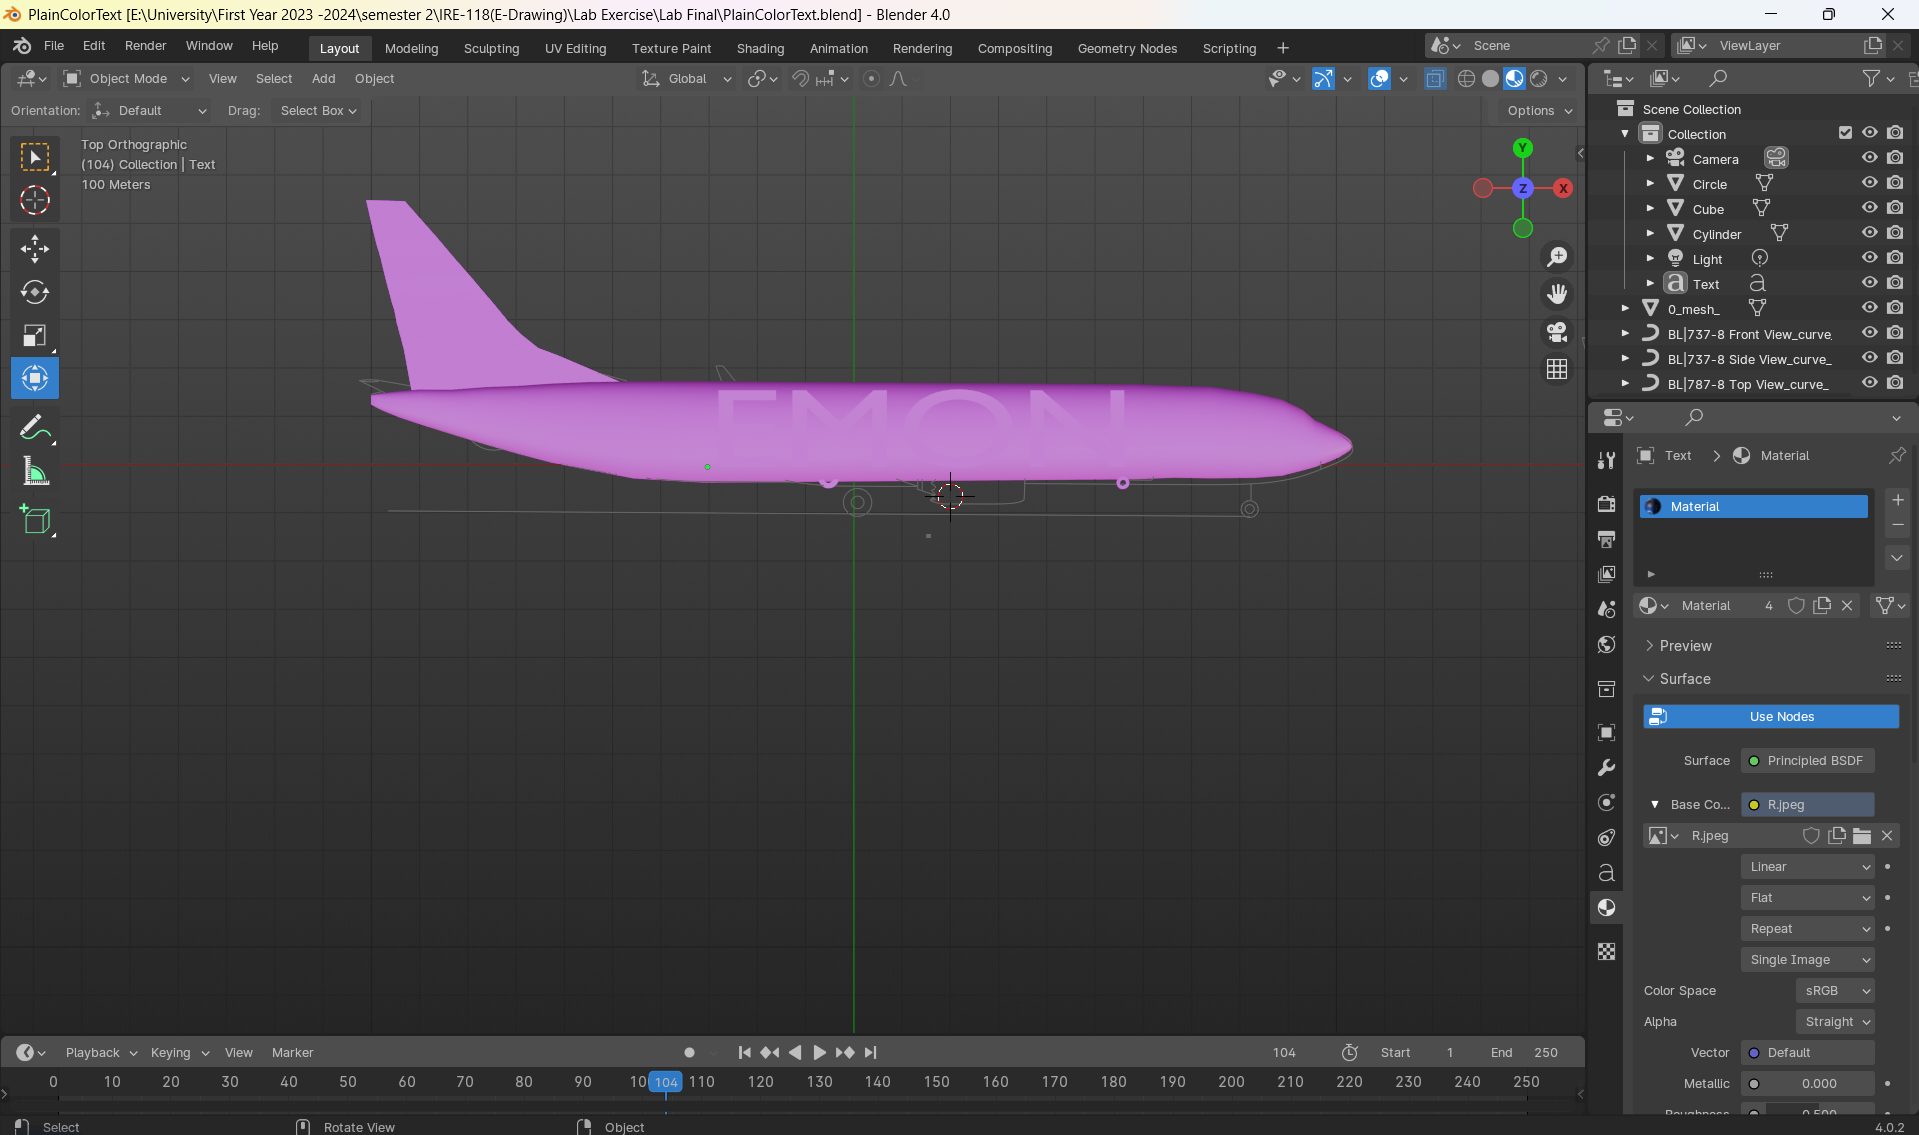 PlainColorText [E:\University\First Year 2023 -2024\semester 2\IRE-118(E-Drawing)\Lab Exercise\Lab Final\PlainColorText.blend] - Blender 4.0
File Edit Render Window Help Layout Modeling Sculpting UV Editing Texture Paint Shading Animation Rendering Compositing Geometry Nodes Scripting + Scene ViewLayer
Object Mode View Select Add Object Global
Orientation: Default Drag: Select Box Options
Top Orthographic
(104) Collection | Text
100 Meters
Y
Z X
EMON
Scene Collection
Collection
Camera
Circle
Cube
Cylinder
Light
a Text a
0_mesh_
BL|737-8 Front View_curve.
BL|737-8 Side View_curve_
BL|787-8 Top View_curve_
Text > Material
Material
Material 4
Preview
Surface
Use Nodes
Surface Principled BSDF
Base Co... R.jpeg
R.jpeg
Linear
Flat
Repeat
Single Image
Color Space sRGB
Alpha Straight
Vector Default
Metallic 0.000
Roughness 0.500
Playback Keying View Marker 104 Start 1 End 250
0 10 20 30 40 50 60 70 80 90 10 104 110 120 130 140 150 160 170 180 190 200 210 220 230 240 250
Select Rotate View Object 4.0.2